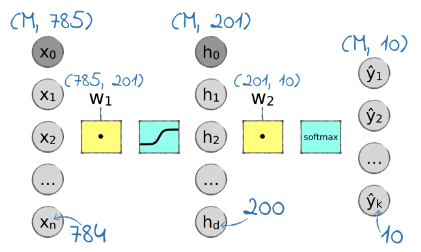 (M, 785)
(M, 201)
(M, 10)
x₀
h₀
ŷ₁
(785, 201)
(201, 10)
x₁
w₁
h₁
w₂
ŷ₂
x₂
•
h₂
•
softmax
...
...
...
xₙ
784
h_d
200
ŷₖ
10